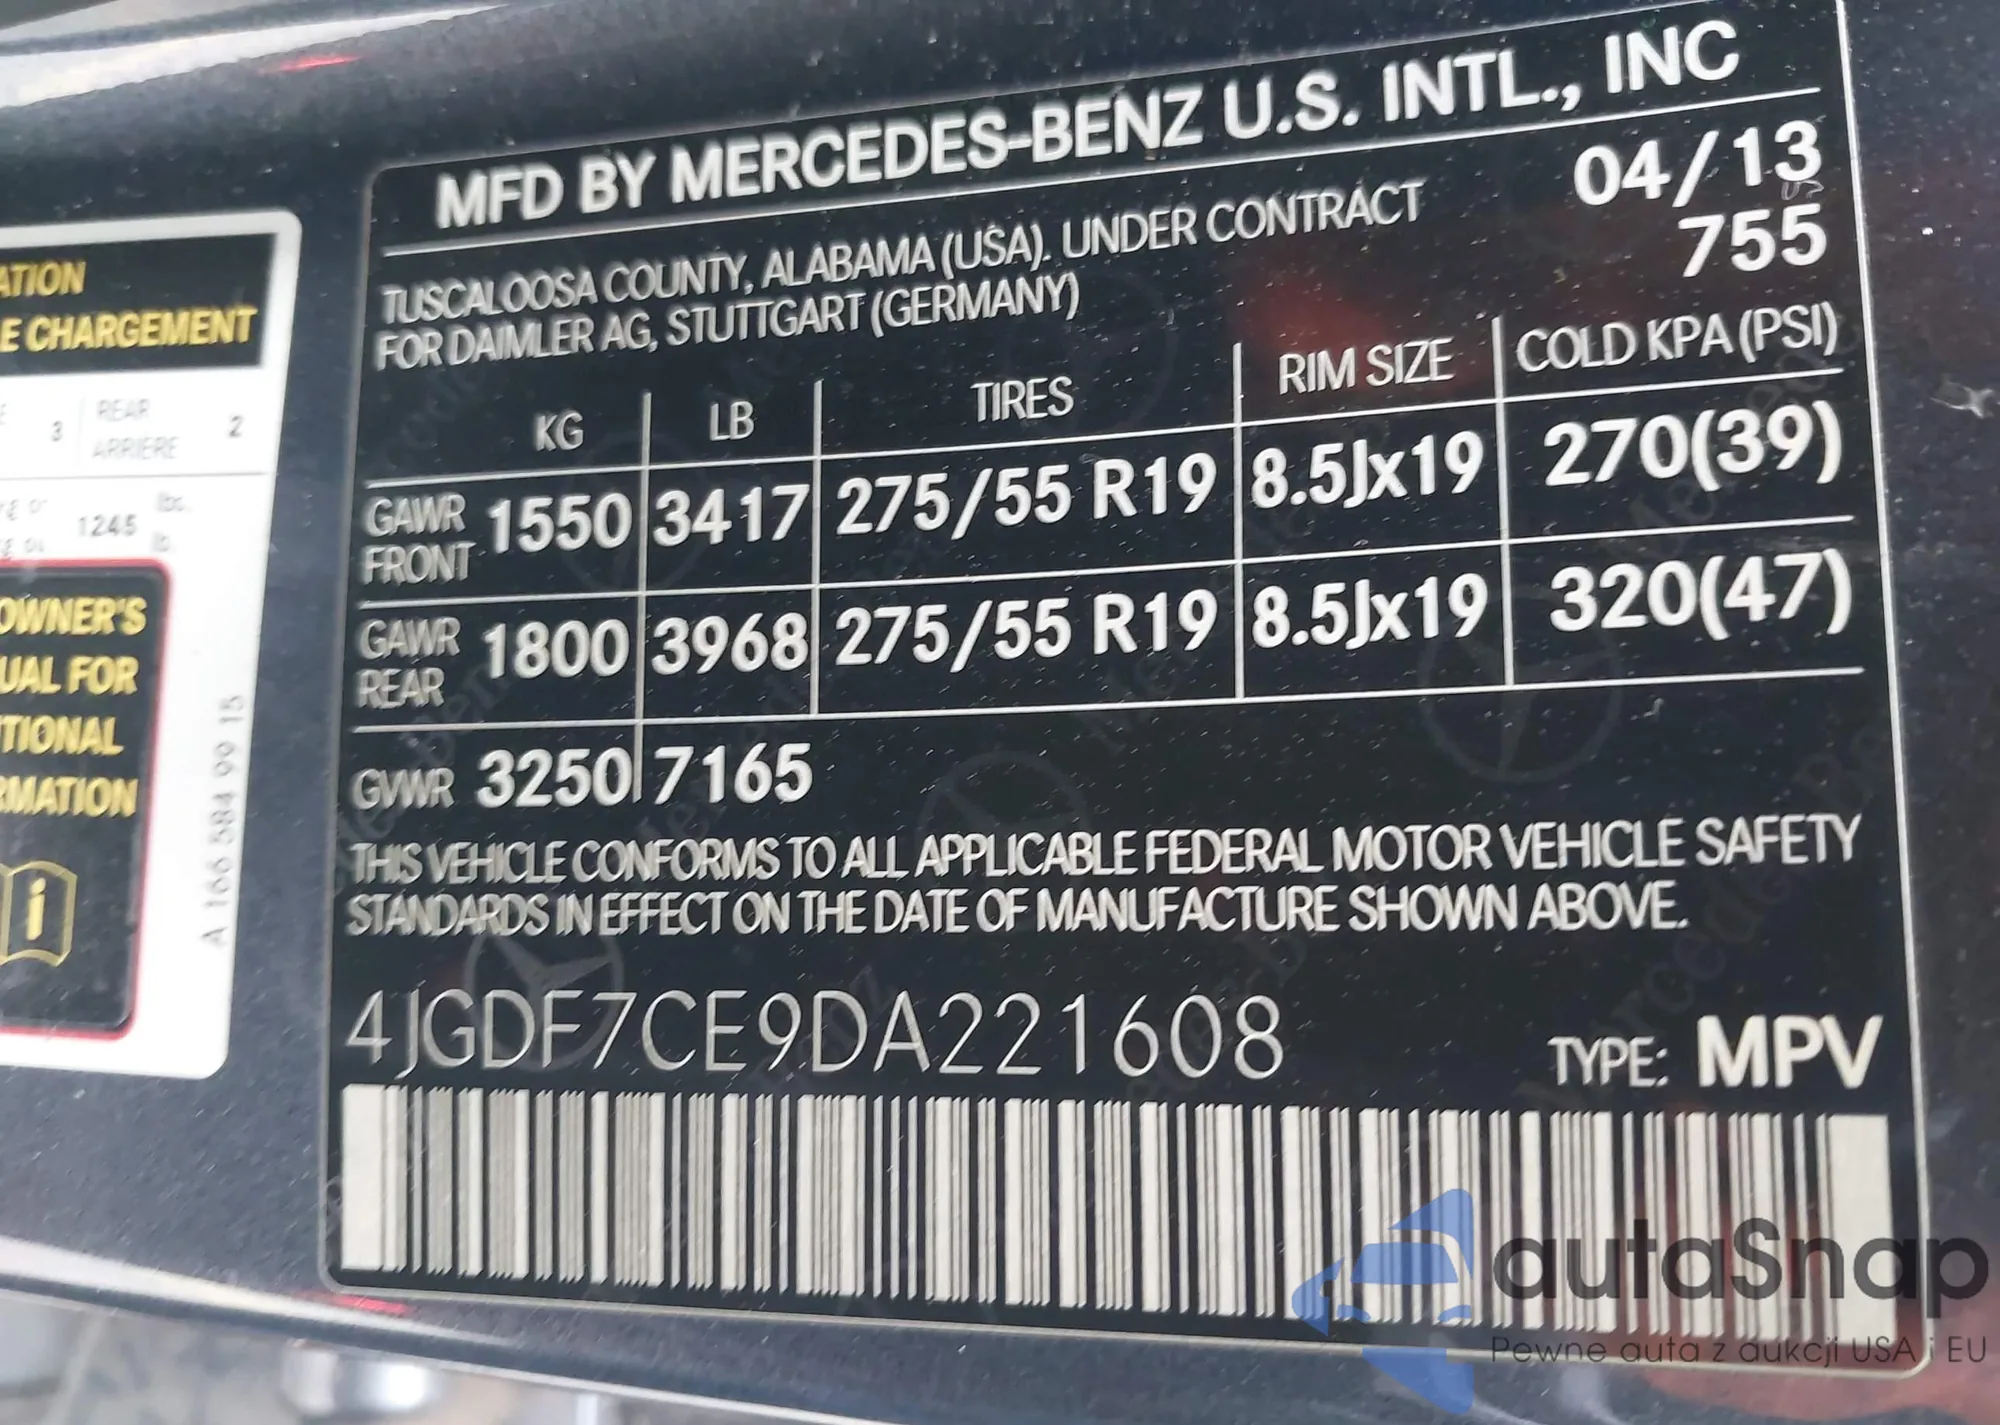 MFD BY MERCEDES-BENZ U.S. INTL., INC
TUSCALOOSA COUNTY, ALABAMA (USA). UNDER CONTRACT
FOR DAIMLER AG, STUTTGART (GERMANY)
04/13
755
KG LB TIRES RIM SIZE COLD KPA (PSI)
GAWR FRONT 1550 3417 275/55 R19 8.5Jx19 270(39)
GAWR REAR 1800 3968 275/55 R19 8.5Jx19 320(47)
GVWR 3250 7165
THIS VEHICLE CONFORMS TO ALL APPLICABLE FEDERAL MOTOR VEHICLE SAFETY
STANDARDS IN EFFECT ON THE DATE OF MANUFACTURE SHOWN ABOVE.
4JGDF7CE9DA221608
TYPE: MPV
ATION
E CHARGEMENT
3 REAR 2
ARRIERE
1245 lbs.
OWNER'S
UAL FOR
TIONAL
RMATION
i
A 166 584 99 15
autaSnap
Pewne auta z aukcji USA i EU